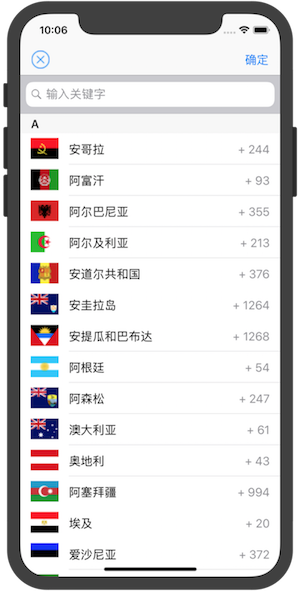 10:06
确定
输入关键字
A
安哥拉 + 244
阿富汗 + 93
阿尔巴尼亚 + 355
阿尔及利亚 + 213
安道尔共和国 + 376
安圭拉岛 + 1264
安提瓜和巴布达 + 1268
阿根廷 + 54
阿森松 + 247
澳大利亚 + 61
奥地利 + 43
阿塞拜疆 + 994
埃及 + 20
爱沙尼亚 + 372